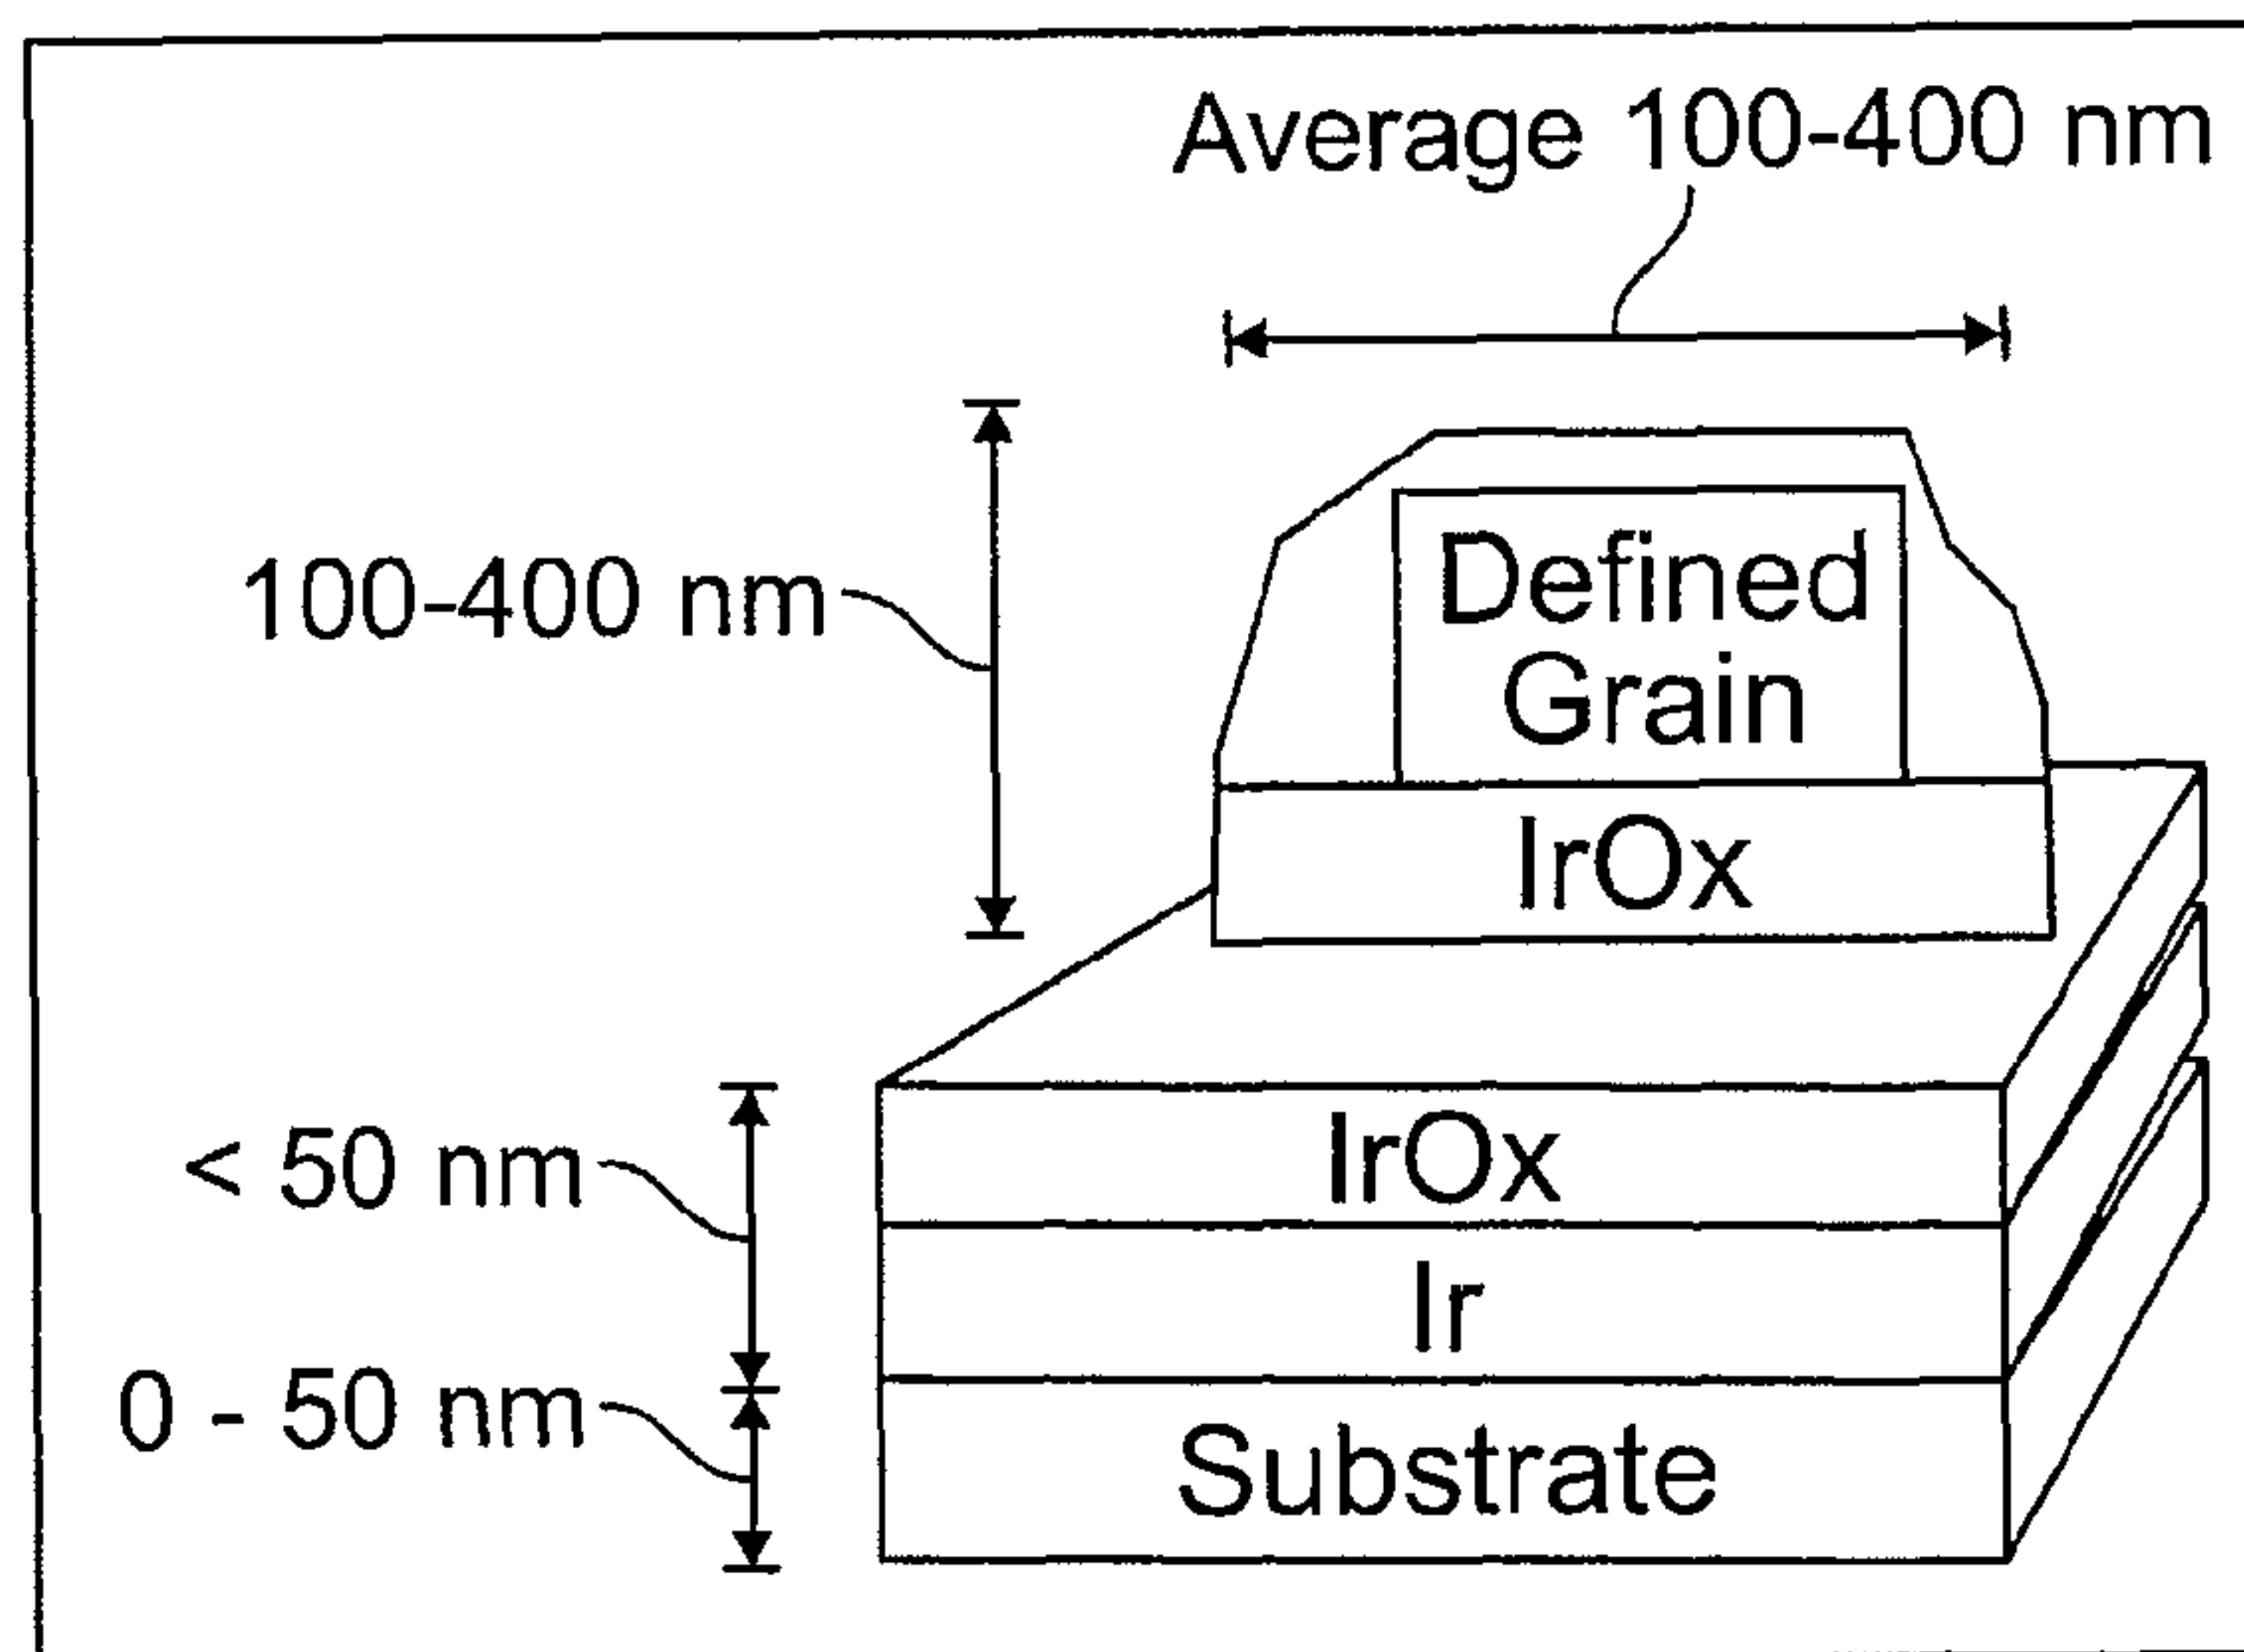 Average 100-400 nm
100-400 nm
Defined
Grain
IrOx
< 50 nm
IrOx
Ir
0 - 50 nm
Substrate